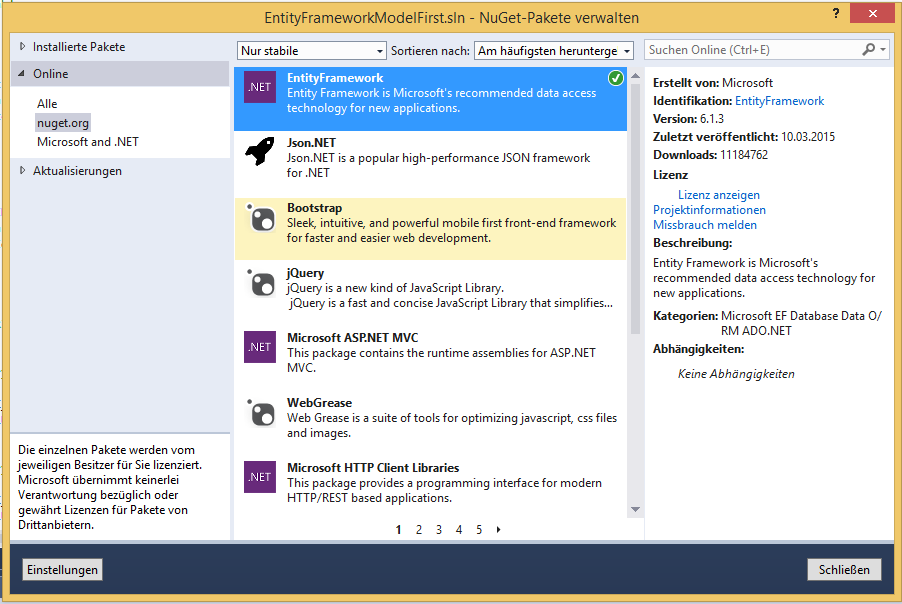 EntityFrameworkModelFirst.sln - NuGet-Pakete verwalten
?
Installierte Pakete
Online
Alle
nuget.org
Microsoft and .NET
Aktualisierungen
Die einzelnen Pakete werden vom
jeweiligen Besitzer für Sie lizenziert.
Microsoft übernimmt keinerlei
Verantwortung bezüglich oder
gewährt Lizenzen für Pakete von
Drittanbietern.
Nur stabile
Sortieren nach: Am häufigsten herunterge
.NET
EntityFramework
Entity Framework is Microsoft's recommended data access
technology for new applications.
Json.NET
Json.NET is a popular high-performance JSON framework
for .NET
Bootstrap
Sleek, intuitive, and powerful mobile first front-end framework
for faster and easier web development.
jQuery
jQuery is a new kind of JavaScript Library.
jQuery is a fast and concise JavaScript Library that simplifies...
.NET
Microsoft ASP.NET MVC
This package contains the runtime assemblies for ASP.NET
MVC.
WebGrease
Web Grease is a suite of tools for optimizing javascript, css files
and images.
.NET
Microsoft HTTP Client Libraries
This package provides a programming interface for modern
HTTP/REST based applications.
1 2 3 4 5
Suchen Online (Ctrl+E)
Erstellt von: Microsoft
Identifikation: EntityFramework
Version: 6.1.3
Zuletzt veröffentlicht: 10.03.2015
Downloads: 11184762
Lizenz
Lizenz anzeigen
Projektinformationen
Missbrauch melden
Beschreibung:
Entity Framework is Microsoft's
recommended data access technology for
new applications.
Kategorien: Microsoft EF Database Data O/
RM ADO.NET
Abhängigkeiten:
Keine Abhängigkeiten
Einstellungen
Schließen